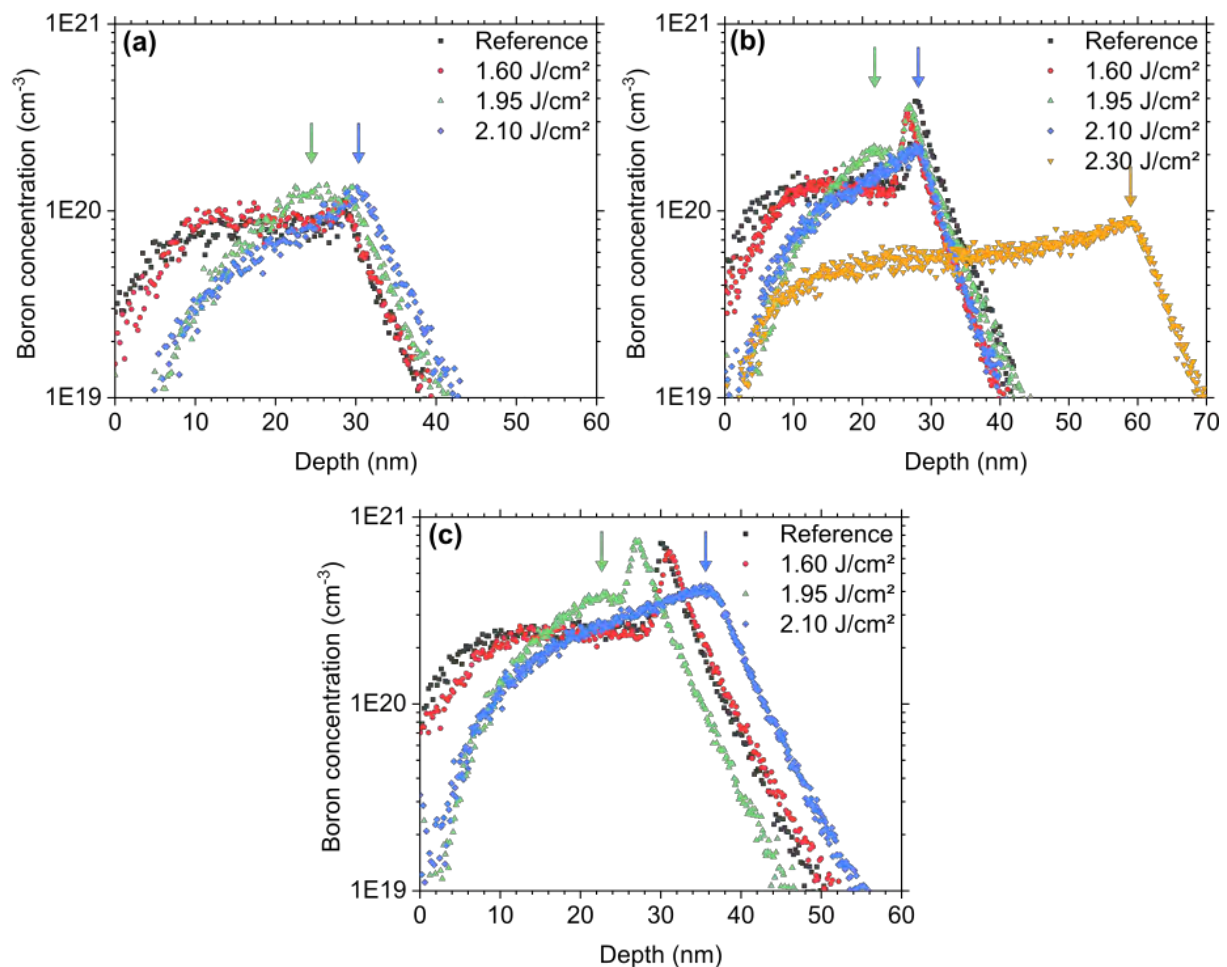 (a)
Reference
1.60 J/cm²
1.95 J/cm²
2.10 J/cm²
1E21
1E20
1E19
Boron concentration (cm⁻³)
0 10 20 30 40 50 60
Depth (nm)
(b)
Reference
1.60 J/cm²
1.95 J/cm²
2.10 J/cm²
2.30 J/cm²
1E21
1E20
1E19
Boron concentration (cm⁻³)
0 10 20 30 40 50 60 70
Depth (nm)
(c)
Reference
1.60 J/cm²
1.95 J/cm²
2.10 J/cm²
1E21
1E20
1E19
Boron concentration (cm⁻³)
0 10 20 30 40 50 60
Depth (nm)